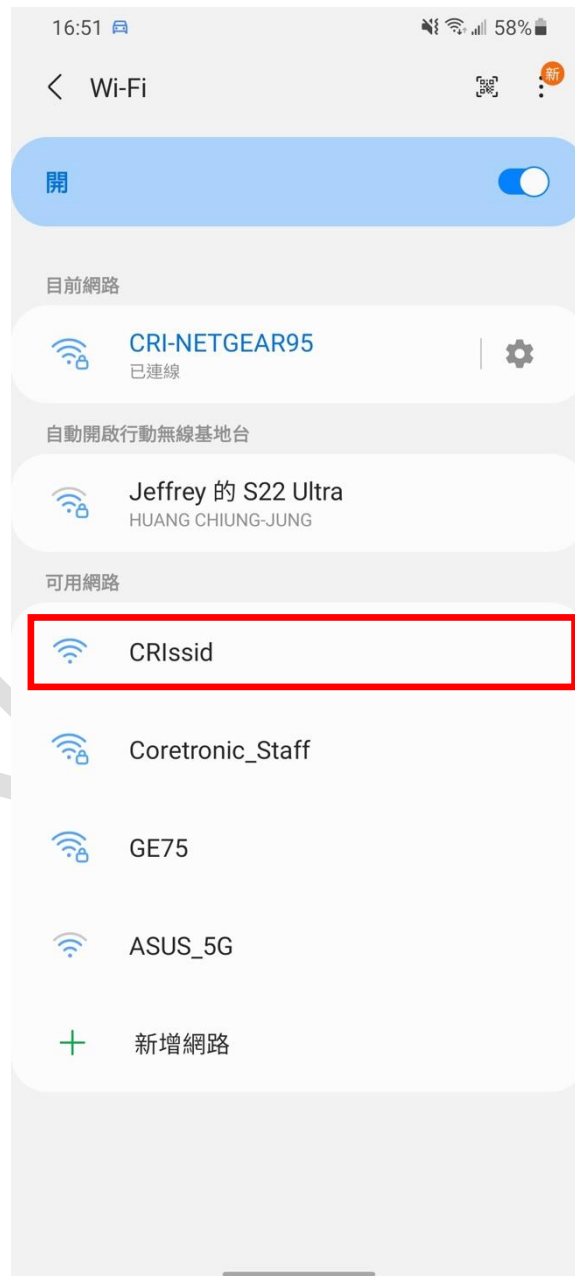 16:51
58%
Wi-Fi
新
開
目前網路
CRI-NETGEAR95
已連線
自動開啟行動無線基地台
Jeffrey 的 S22 Ultra
HUANG CHIUNG-JUNG
可用網路
CRIssid
Coretronic_Staff
GE75
ASUS_5G
新增網路